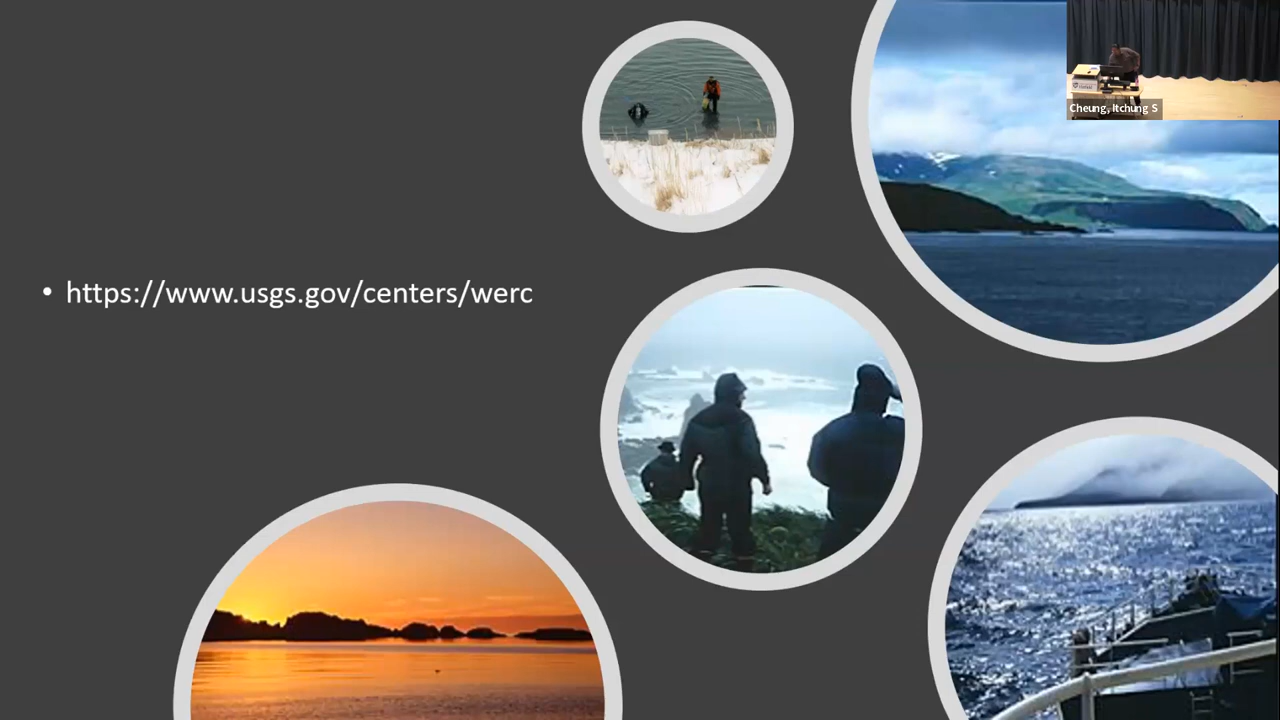 • https://www.usgs.gov/centers/werc
Cheung, Itchung S